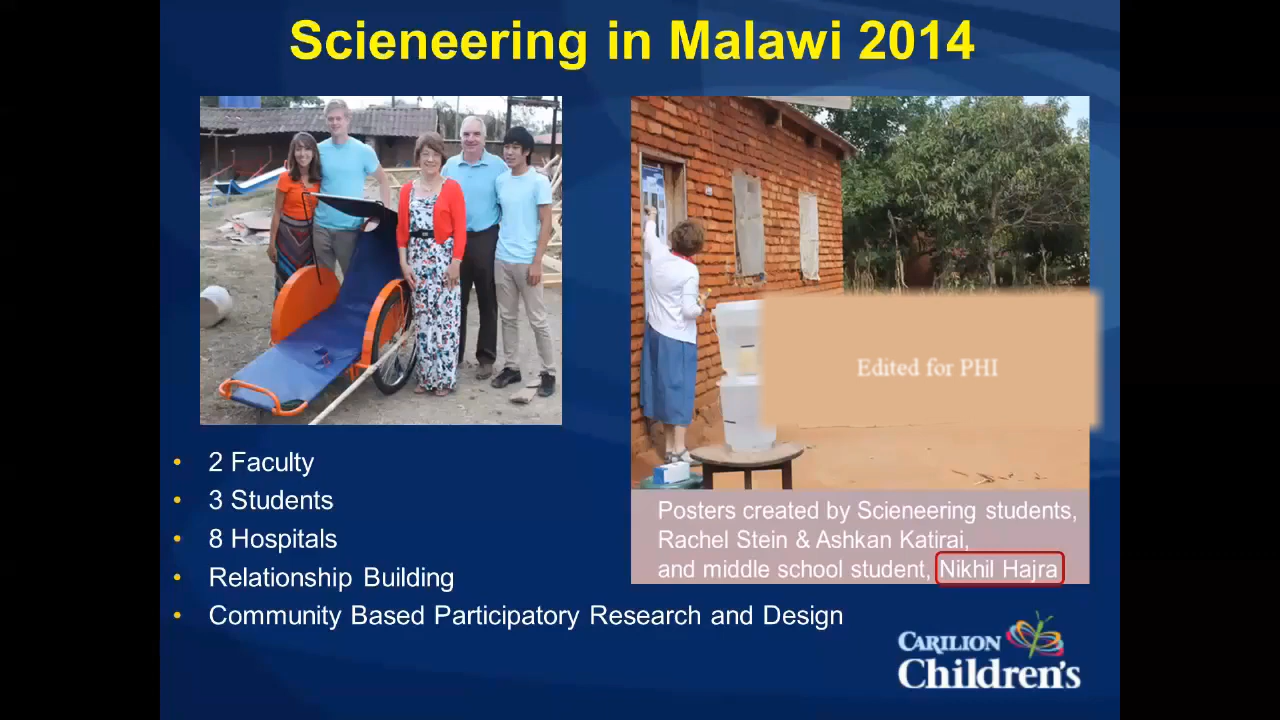 Scieneering in Malawi 2014
Edited for PHI
• 2 Faculty
• 3 Students
• 8 Hospitals
• Relationship Building
• Community Based Participatory Research and Design
Posters created by Scieneering students,
Rachel Stein & Ashkan Katirai,
and middle school student, Nikhil Hajra
CARILION
Children's